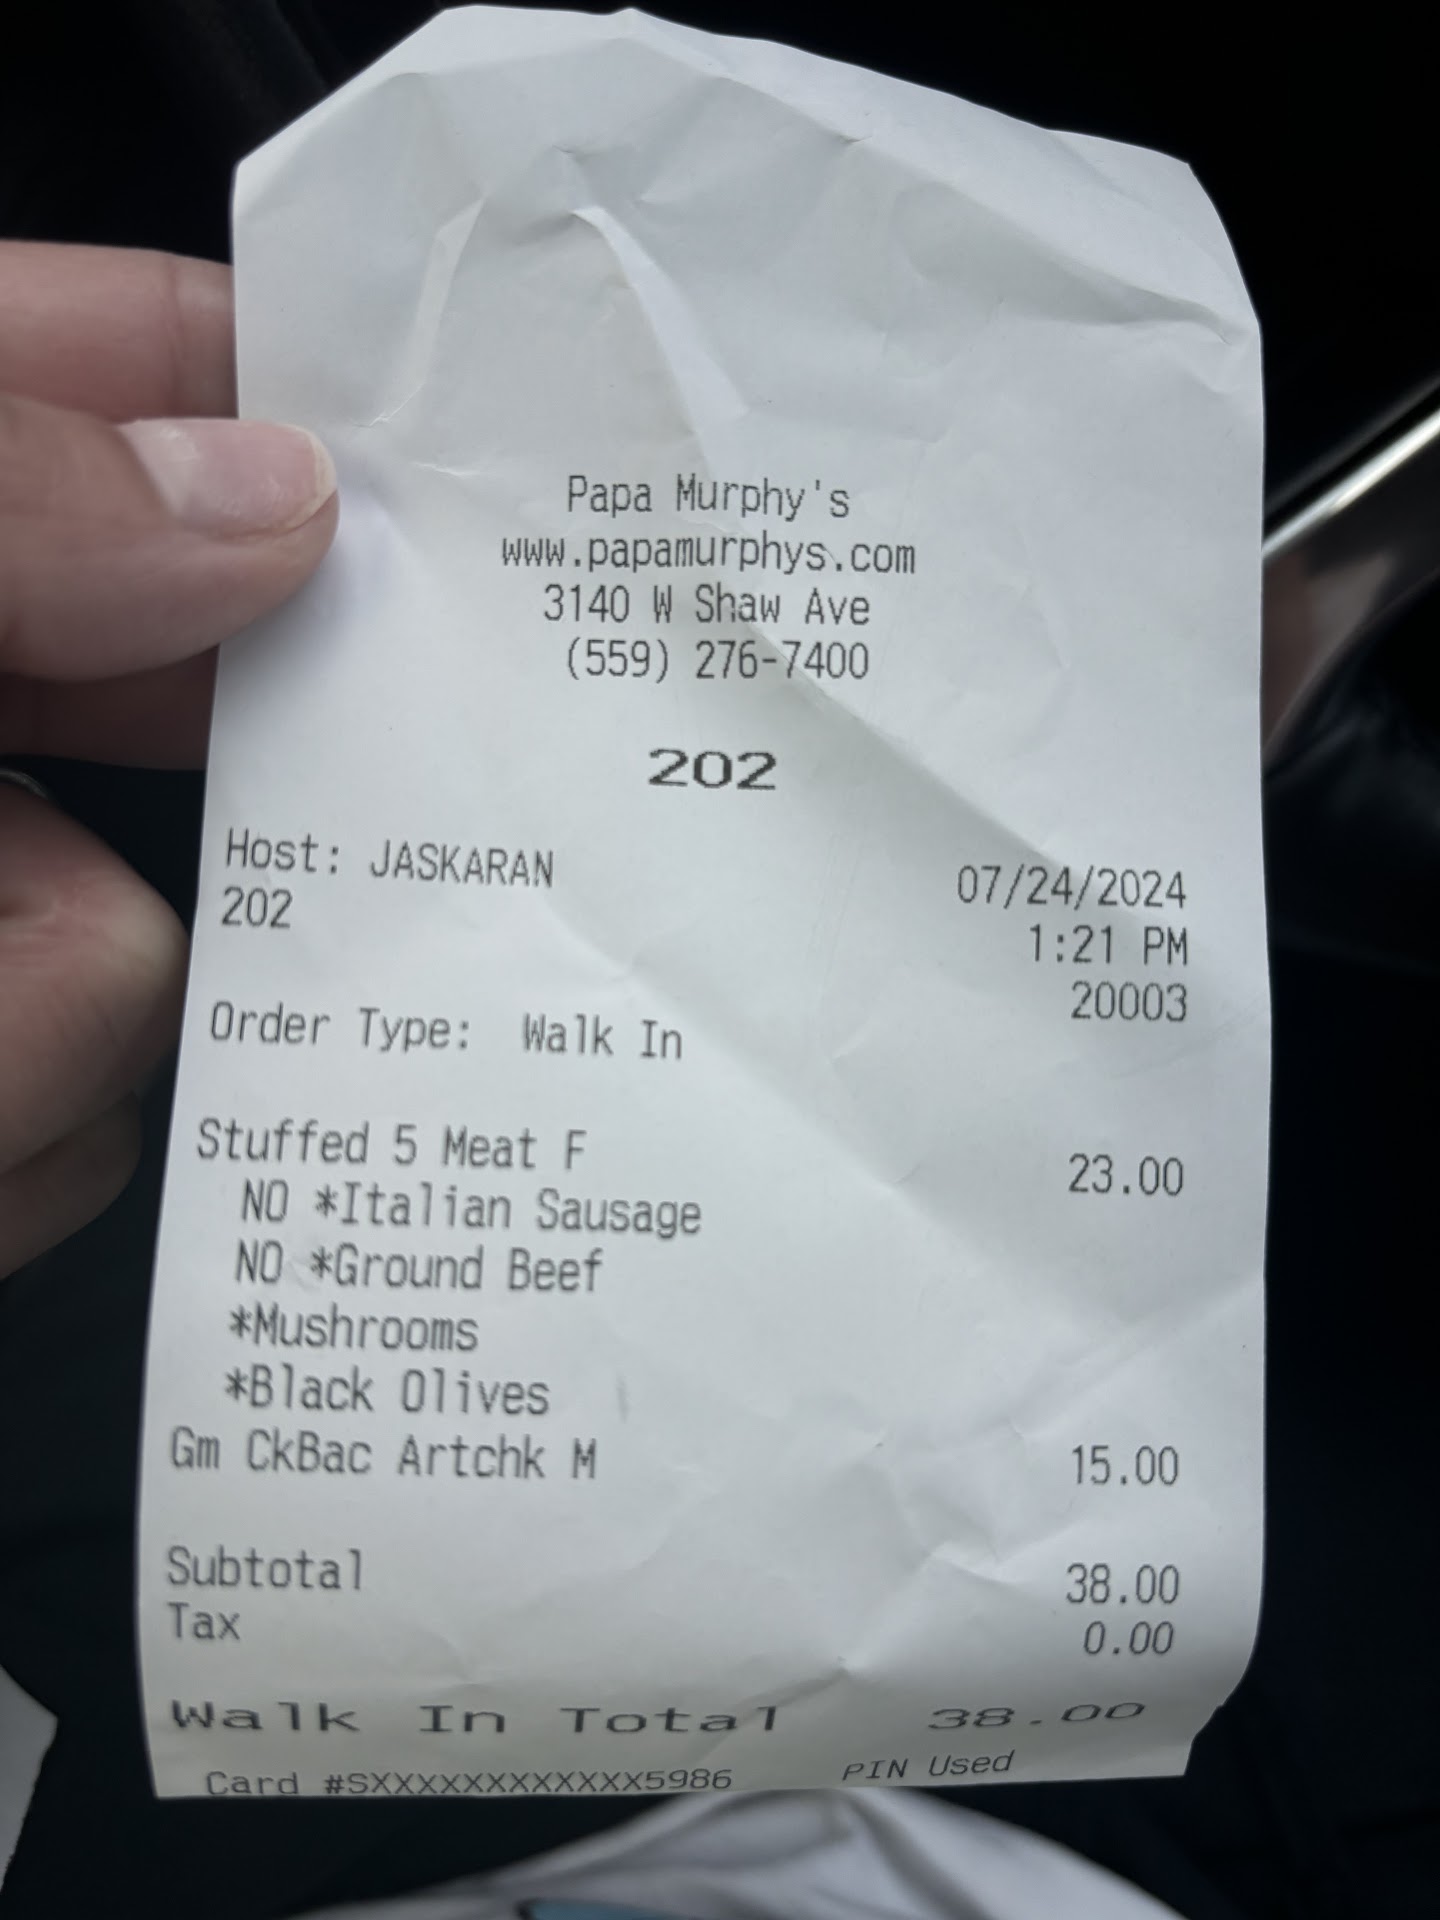 Papa Murphy's
www.papamurphys.com
3140 W Shaw Ave
(559) 276-7400
202
Host: JASKARAN 07/24/2024
202 1:21 PM
20003
Order Type: Walk In
Stuffed 5 Meat F 23.00
NO *Italian Sausage
NO *Ground Beef
*Mushrooms
*Black Olives
Gm CkBac Artchk M 15.00
Subtotal 38.00
Tax 0.00
Walk In Total 38.00
Card #SXXXXXXXXXXXX5986 PIN Used